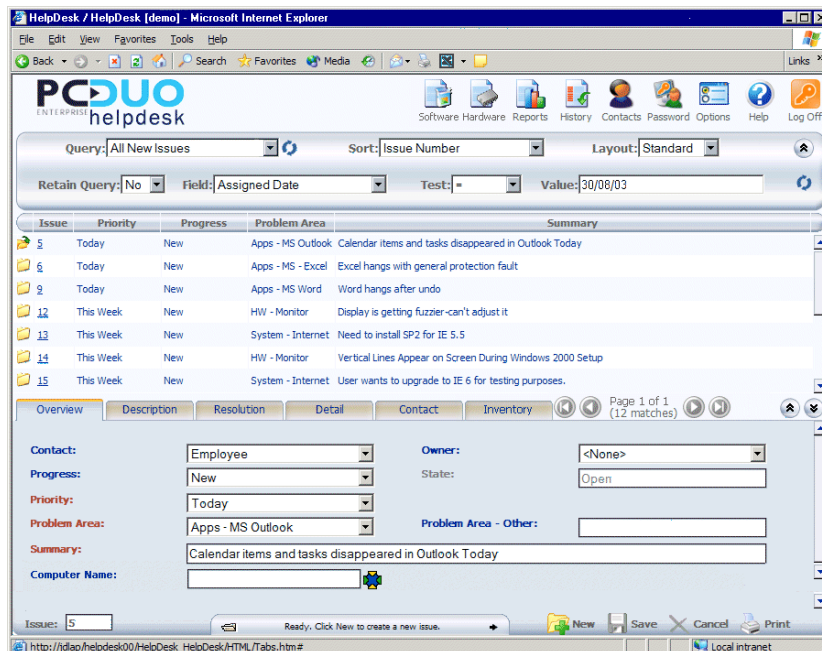 HelpDesk / HelpDesk [demo] - Microsoft Internet Explorer
File Edit View Favorites Tools Help
Back Search Favorites Media Links »
PCDUO
ENTERPRISE helpdesk
Software Hardware Reports History Contacts Password Options Help Log Off
Query: All New Issues Sort: Issue Number Layout: Standard
Retain Query: No Field: Assigned Date Test: = Value: 30/08/03
Issue Priority Progress Problem Area Summary
5 Today New Apps - MS Outlook Calendar items and tasks disappeared in Outlook Today
6 Today New Apps - MS - Excel Excel hangs with general protection fault
9 Today New Apps - MS Word Word hangs after undo
12 This Week New HW - Monitor Display is getting fuzzier-can't adjust it
13 This Week New System - Internet Need to install SP2 for IE 5.5
14 This Week New HW - Monitor Vertical Lines Appear on Screen During Windows 2000 Setup
15 This Week New System - Internet User wants to upgrade to IE 6 for testing purposes.
Overview Description Resolution Detail Contact Inventory Page 1 of 1
(12 matches)
Contact: Employee Owner: <None>
Progress: New State: Open
Priority: Today
Problem Area: Apps - MS Outlook Problem Area - Other:
Summary: Calendar items and tasks disappeared in Outlook Today
Computer Name:
Issue: 5 Ready. Click New to create a new issue. New Save Cancel Print
http://jdlap/helpdesk00/HelpDesk_HelpDesk/HTML/Tabs.htm# Local intranet